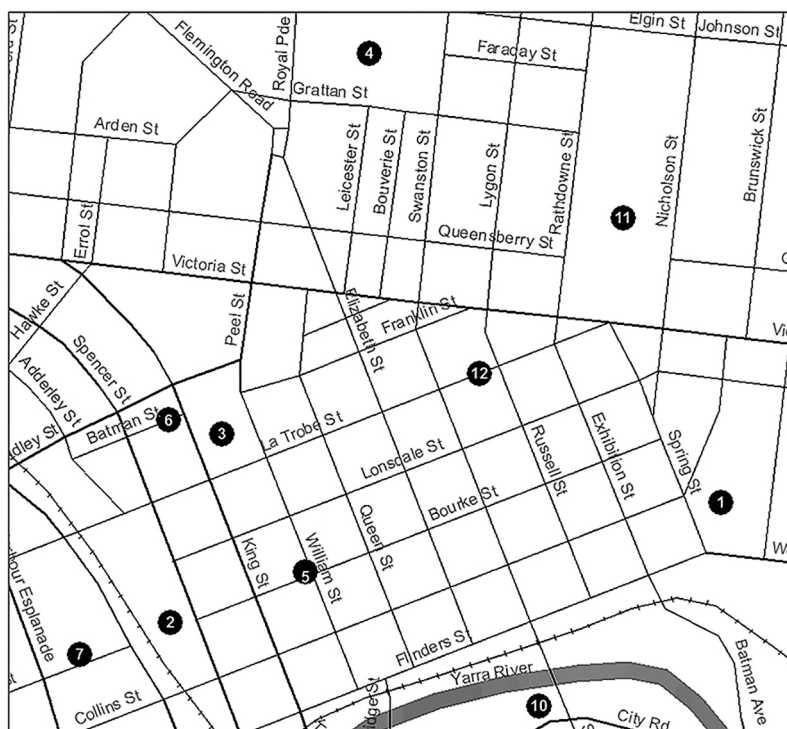 Elgin St
Johnson St
Royal Pde
Flemington Road
4
Faraday St
Grattan St
Arden St
Leicester St
Bouverie St
Swanston St
Lygon St
Rathdowne St
Nicholson St
Brunswick St
11
Errol St
Queensberry St
Victoria St
Hawke St
Peel St
Elizabeth St
Franklin St
Spencer St
Adderley St
12
6
Batman St
3
La Trobe St
Lonsdale St
Russell St
Exhibition St
Spring St
Bourke St
Queen St
1
King St
William St
5
2
Esplanade
7
Flinders S
Collins St
Yarra River
Batman Ave
10
City Rd